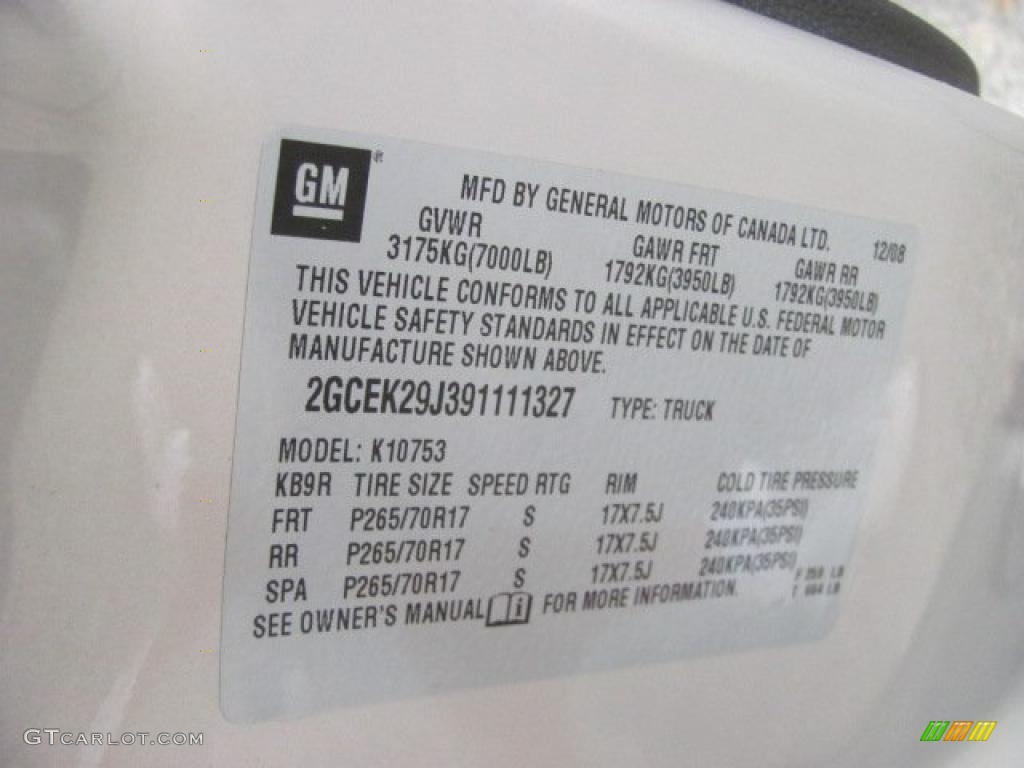 GM
MFD BY GENERAL MOTORS OF CANADA LTD.
12/08
GVWR GAWR FRT GAWR RR
3175KG(7000LB) 1792KG(3950LB) 1792KG(3950LB)
THIS VEHICLE CONFORMS TO ALL APPLICABLE U.S. FEDERAL MOTOR
VEHICLE SAFETY STANDARDS IN EFFECT ON THE DATE OF
MANUFACTURE SHOWN ABOVE.
2GCEK29J391111327 TYPE: TRUCK
MODEL: K10753
KB9R TIRE SIZE SPEED RTG RIM COLD TIRE PRESSURE
FRT P265/70R17 S 17X7.5J 240KPA(35PSI)
RR P265/70R17 S 17X7.5J 240KPA(35PSI)
SPA P265/70R17 S 17X7.5J 240KPA(35PSI)
SEE OWNER'S MANUAL FOR MORE INFORMATION.
GTCARLOT.COM